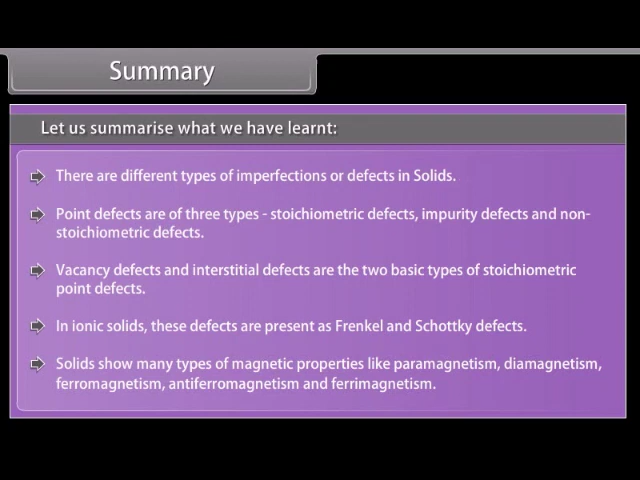 Summary
Let us summarise what we have learnt:
There are different types of imperfections or defects in Solids.
Point defects are of three types - stoichiometric defects, impurity defects and non-
stoichiometric defects.
Vacancy defects and interstitial defects are the two basic types of stoichiometric
point defects.
In ionic solids, these defects are present as Frenkel and Schottky defects.
Solids show many types of magnetic properties like paramagnetism, diamagnetism,
ferromagnetism, antiferromagnetism and ferrimagnetism.